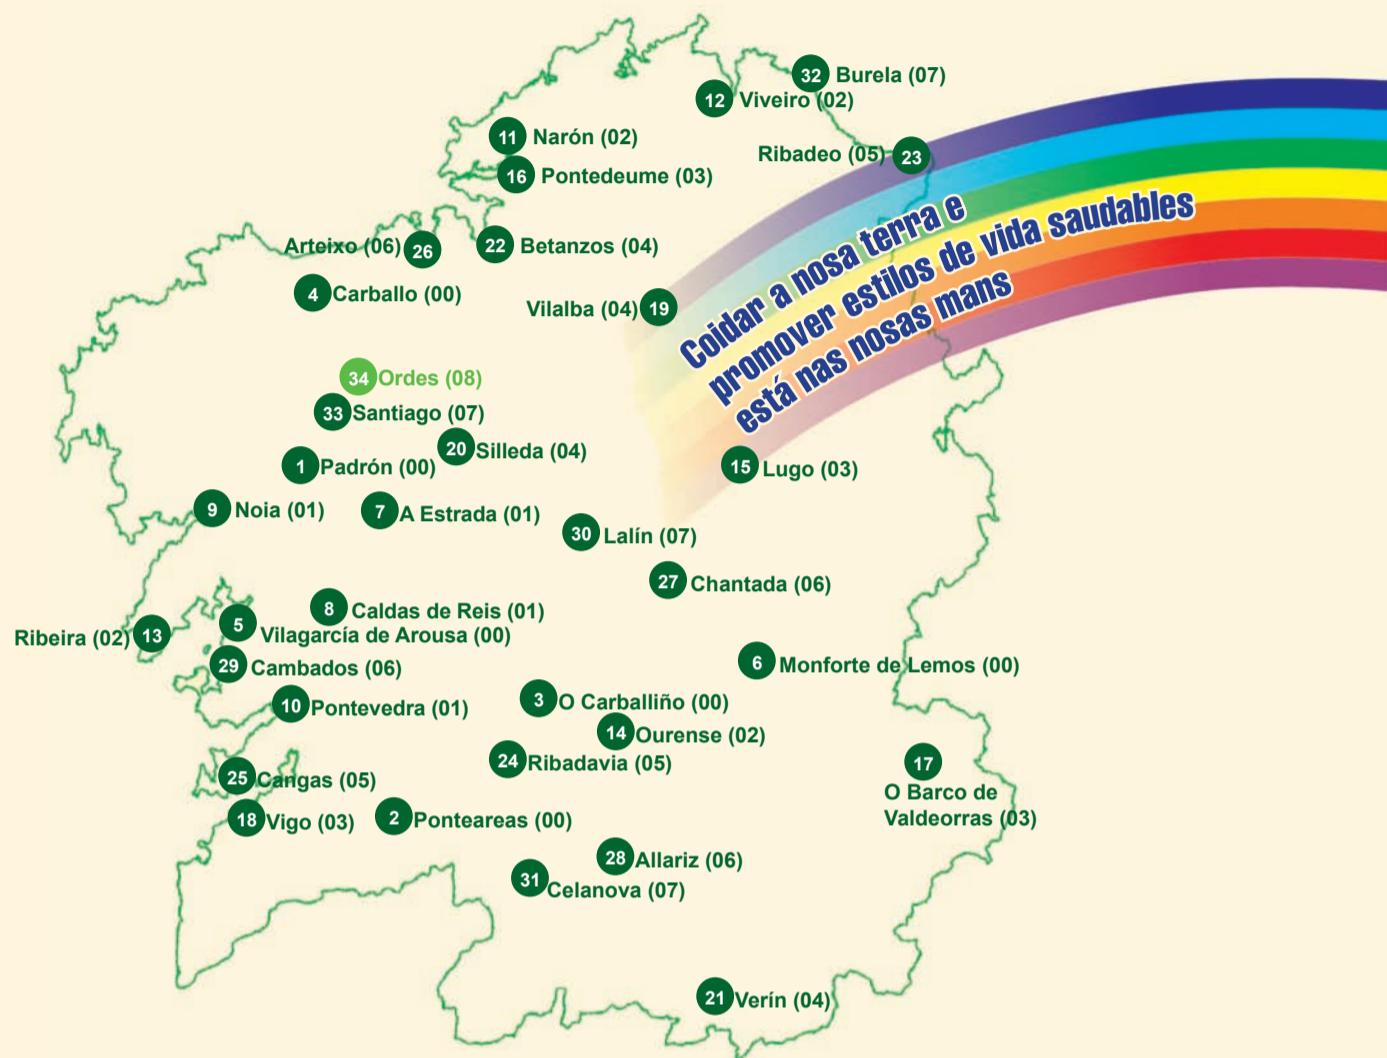 32 Burela (07)
12 Viveiro (02)
11 Narón (02)
Ribadeo (05) 23
16 Pontedeume (03)
Coidar a nosa terra e
promover estilos de vida saudables
está nas nosas mans
Arteixo (06) 26
22 Betanzos (04)
4 Carballo (00)
Vilalba (04) 19
34 Ordes (08)
33 Santiago (07)
20 Silleda (04)
1 Padrón (00)
15 Lugo (03)
9 Noia (01)
7 A Estrada (01)
30 Lalín (07)
27 Chantada (06)
8 Caldas de Reis (01)
Ribeira (02) 13
5 Vilagarcía de Arousa (00)
29 Cambados (06)
6 Monforte de Lemos (00)
3 O Carballiño (00)
10 Pontevedra (01)
14 Ourense (02)
24 Ribadavia (05)
17 O Barco de
Valdeorras (03)
25 Cangas (05)
18 Vigo (03)
2 Ponteareas (00)
28 Allariz (06)
31 Celanova (07)
21 Verín (04)